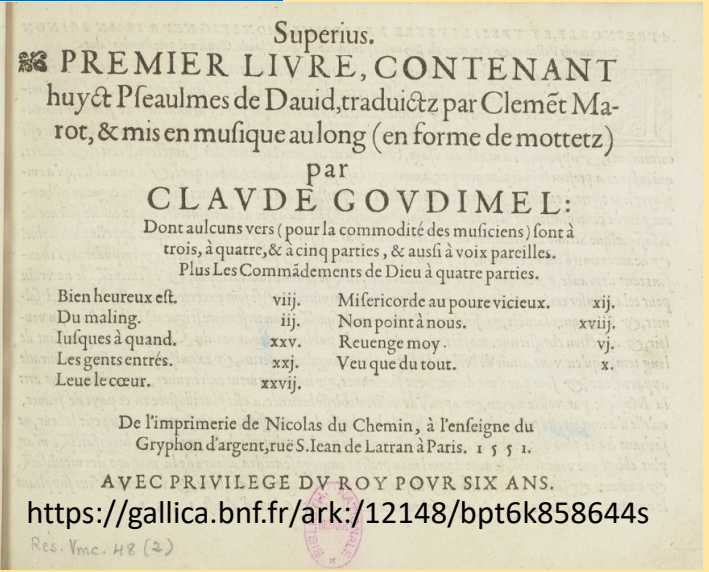 Superius.
PREMIER LIVRE, CONTENANT
huyct Pſeaulmes de Dauid, traduictz par Clemẽt Ma-
rot, & mis en muſique au long (en forme de mottetz)
par
CLAVDE GOVDIMEL:
Dont aulcuns vers (pour la commodité des muſiciens) ſont à
trois, à quatre, & à cinq parties, & auſſi à voix pareilles.
Plus Les Commãdements de Dieu à quatre parties.
Bien heureux eſt. viij.
Du maling. iij.
Iuſques à quand. xxv.
Les gents entrés. xxj.
Leue le cœur. xxvij.
Miſericorde au poure vicieux. xij.
Non point à nous. xviij.
Reuenge moy. vj.
Veu que du tout. x.
De l'imprimerie de Nicolas du Chemin, à l'enſeigne du
Gryphon d'argent, ruë S. Iean de Latran à Paris. 1551.
AVEC PRIVILEGE DV ROY POVR SIX ANS.
https://gallica.bnf.fr/ark:/12148/bpt6k858644s
Rés. Vmc. 48 (2)